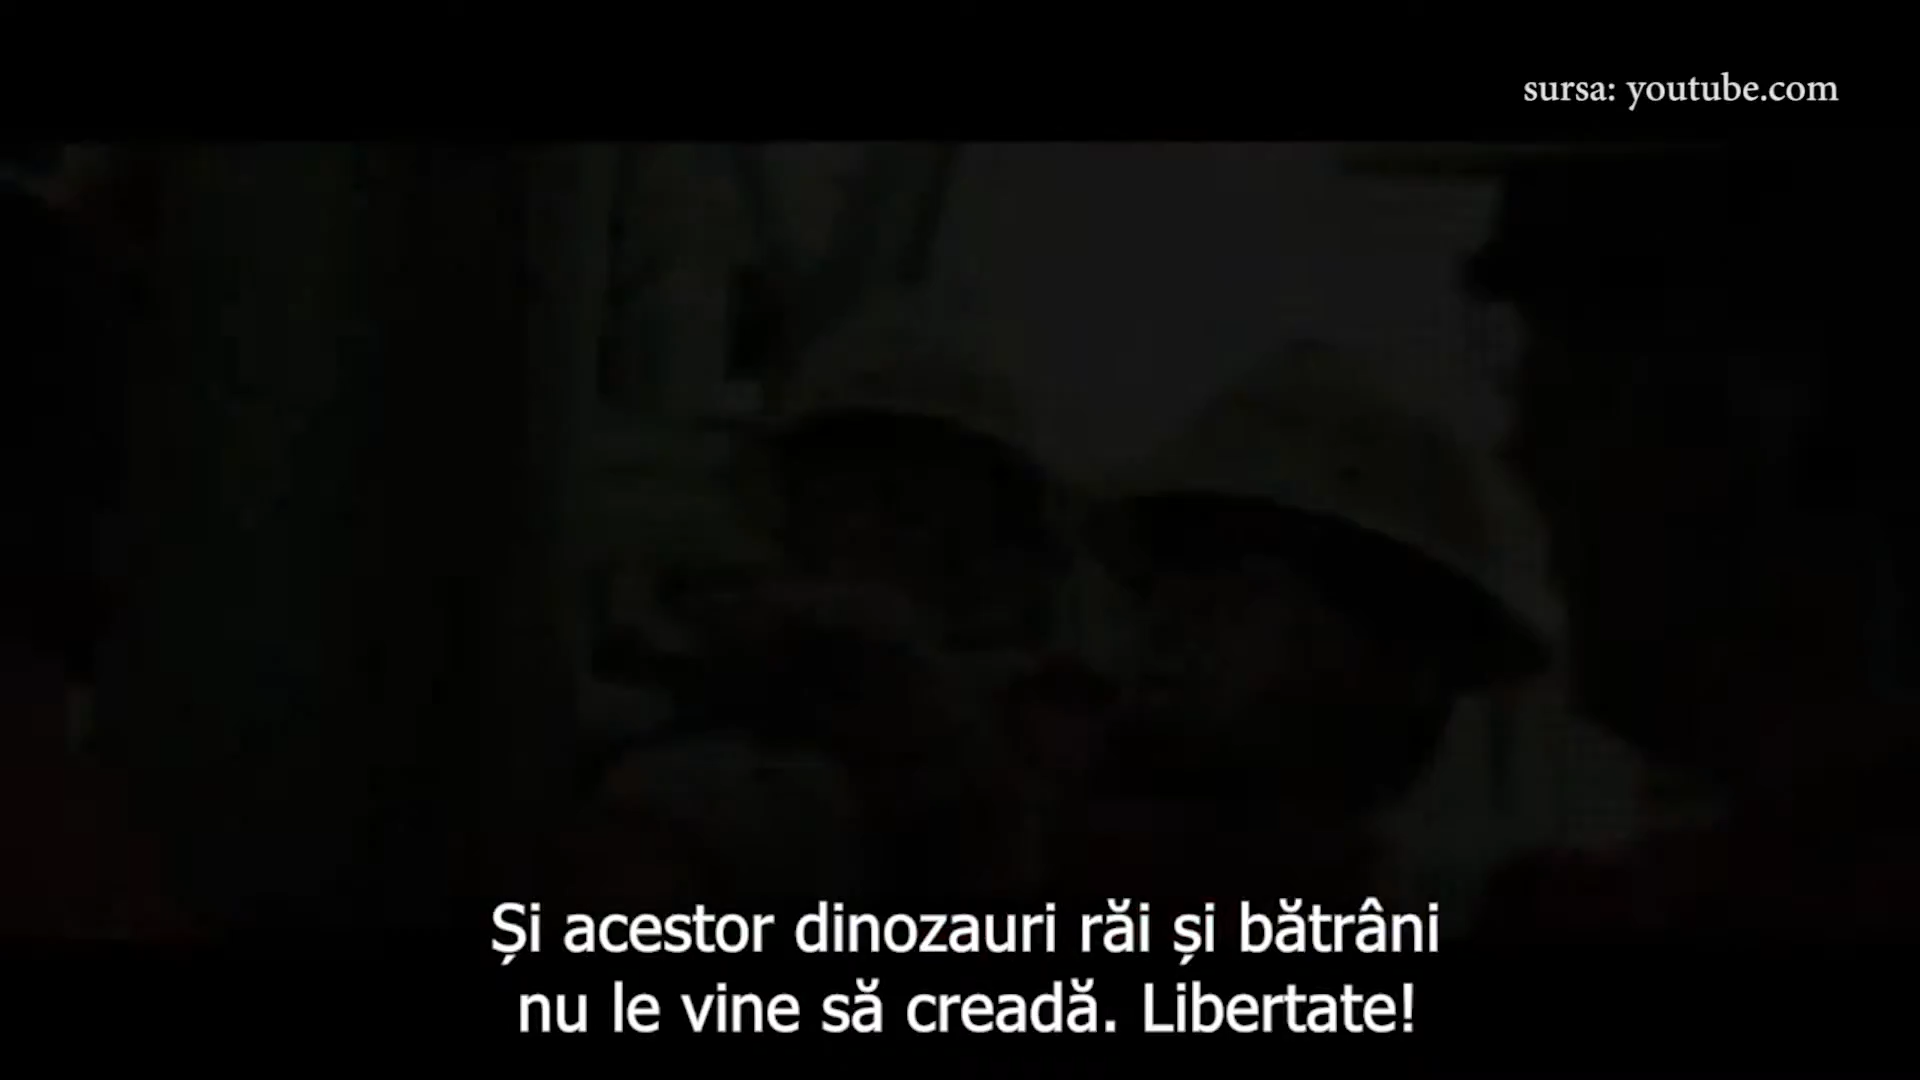 sursa: youtube.com
Și acestor dinozauri răi și bătrâni
nu le vine să creadă. Libertate!